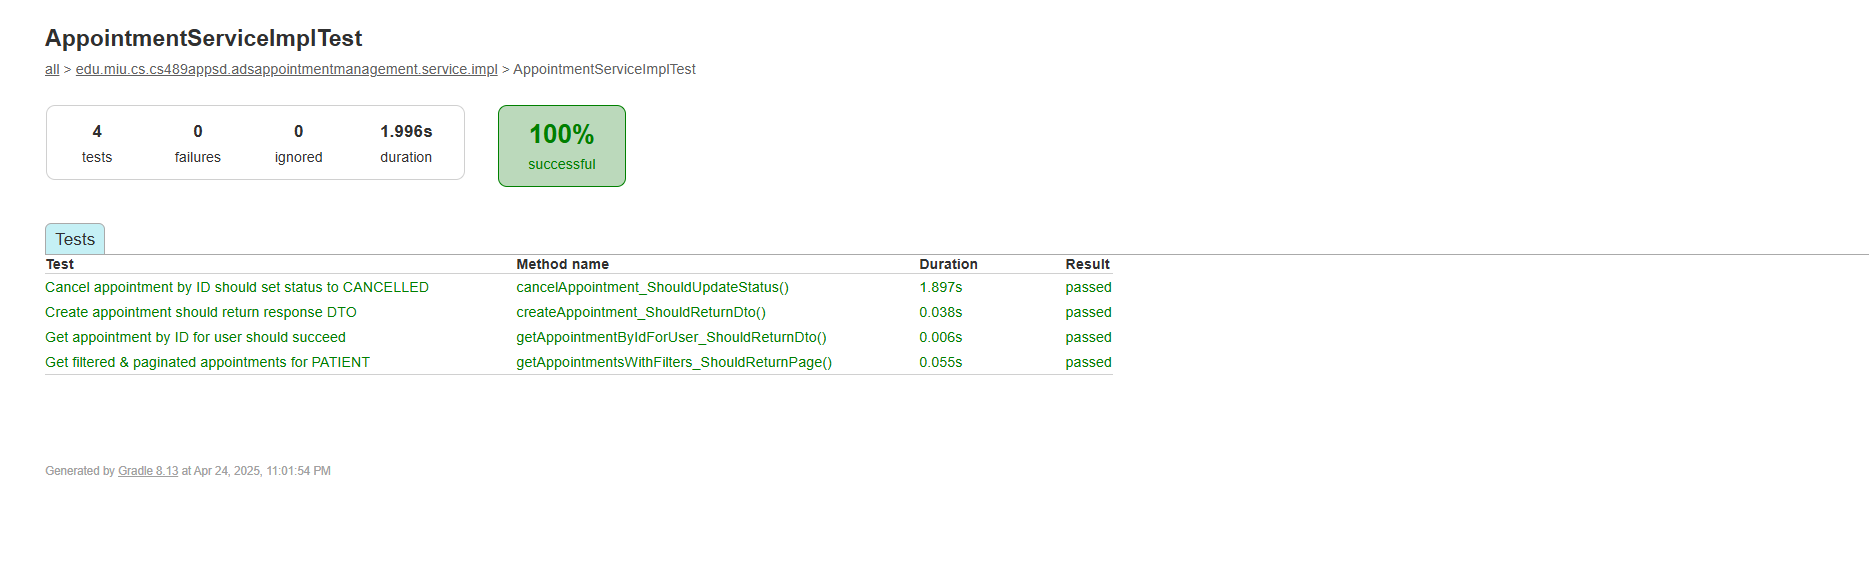 AppointmentServiceImplTest
all > edu.miu.cs.cs489appsd.adsappointmentmanagement.service.impl > AppointmentServiceImplTest
4 0 0 1.996s
tests failures ignored duration
100%
successful
Tests
Test Method name Duration Result
Cancel appointment by ID should set status to CANCELLED cancelAppointment_ShouldUpdateStatus() 1.897s passed
Create appointment should return response DTO createAppointment_ShouldReturnDto() 0.038s passed
Get appointment by ID for user should succeed getAppointmentByIdForUser_ShouldReturnDto() 0.006s passed
Get filtered & paginated appointments for PATIENT getAppointmentsWithFilters_ShouldReturnPage() 0.055s passed
Generated by Gradle 8.13 at Apr 24, 2025, 11:01:54 PM